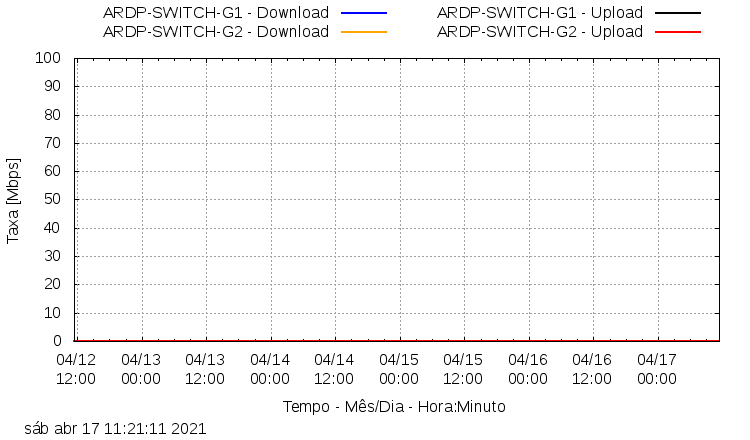 ARDP-SWITCH-G1 - Download
ARDP-SWITCH-G1 - Upload
ARDP-SWITCH-G2 - Download
ARDP-SWITCH-G2 - Upload
100
90
80
70
60
50
40
30
20
10
0
Taxa [Mbps]
04/12 04/13 04/13 04/14 04/14 04/15 04/15 04/16 04/16 04/17
12:00 00:00 12:00 00:00 12:00 00:00 12:00 00:00 12:00 00:00
Tempo - Mês/Dia - Hora:Minuto
sáb abr 17 11:21:11 2021